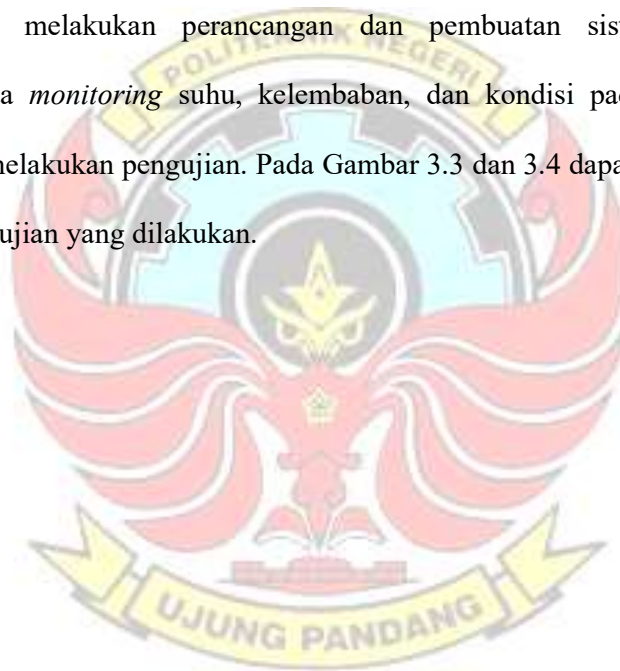 melakukan perancangan dan pembuatan sis
a monitoring suhu, kelembaban, dan kondisi pa
melakukan pengujian. Pada Gambar 3.3 dan 3.4 dapa
ujian yang dilakukan.
POLITEKNIK NEGERI
UJUNG PANDANG